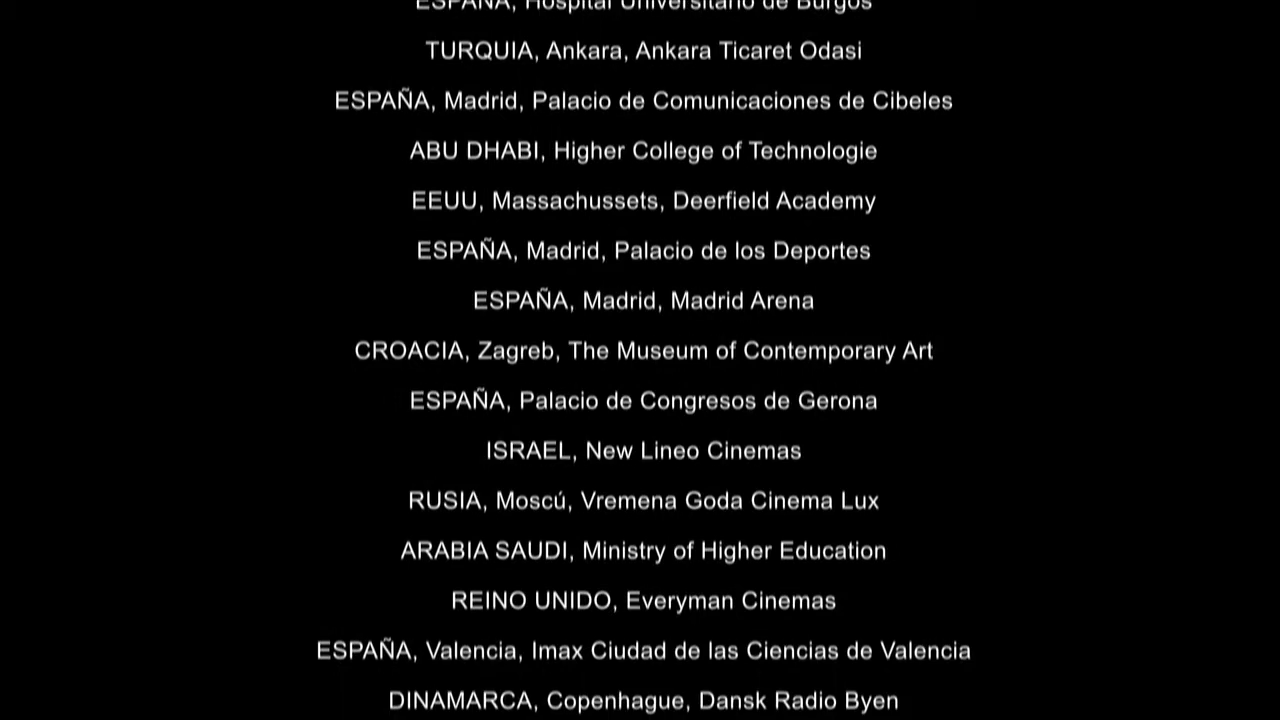 ESPAÑA, Hospital Universitario de Burgos
TURQUIA, Ankara, Ankara Ticaret Odasi
ESPAÑA, Madrid, Palacio de Comunicaciones de Cibeles
ABU DHABI, Higher College of Technologie
EEUU, Massachussets, Deerfield Academy
ESPAÑA, Madrid, Palacio de los Deportes
ESPAÑA, Madrid, Madrid Arena
CROACIA, Zagreb, The Museum of Contemporary Art
ESPAÑA, Palacio de Congresos de Gerona
ISRAEL, New Lineo Cinemas
RUSIA, Moscú, Vremena Goda Cinema Lux
ARABIA SAUDI, Ministry of Higher Education
REINO UNIDO, Everyman Cinemas
ESPAÑA, Valencia, Imax Ciudad de las Ciencias de Valencia
DINAMARCA, Copenhague, Dansk Radio Byen